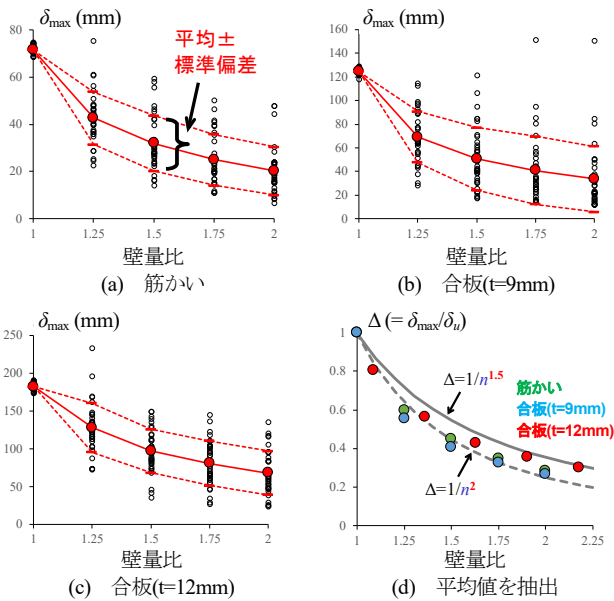 δmax (mm)
80
60
40
20
0
平均±
標準偏差
1
1.25
1.5
1.75
2
壁量比
(a) 筋かい
δmax (mm)
160
140
120
100
80
60
40
20
0
1
1.25
1.5
1.75
2
壁量比
(b) 合板(t=9mm)
δmax (mm)
250
200
150
100
50
0
1
1.25
1.5
1.75
2
壁量比
(c) 合板(t=12mm)
Δ (= δmax/δu)
1
0.8
0.6
0.4
0.2
0
Δ=1/n^1.5
筋かい
合板(t=9mm)
合板(t=12mm)
Δ=1/n^2
1
1.25
1.5
1.75
2
2.25
壁量比
(d) 平均値を抽出